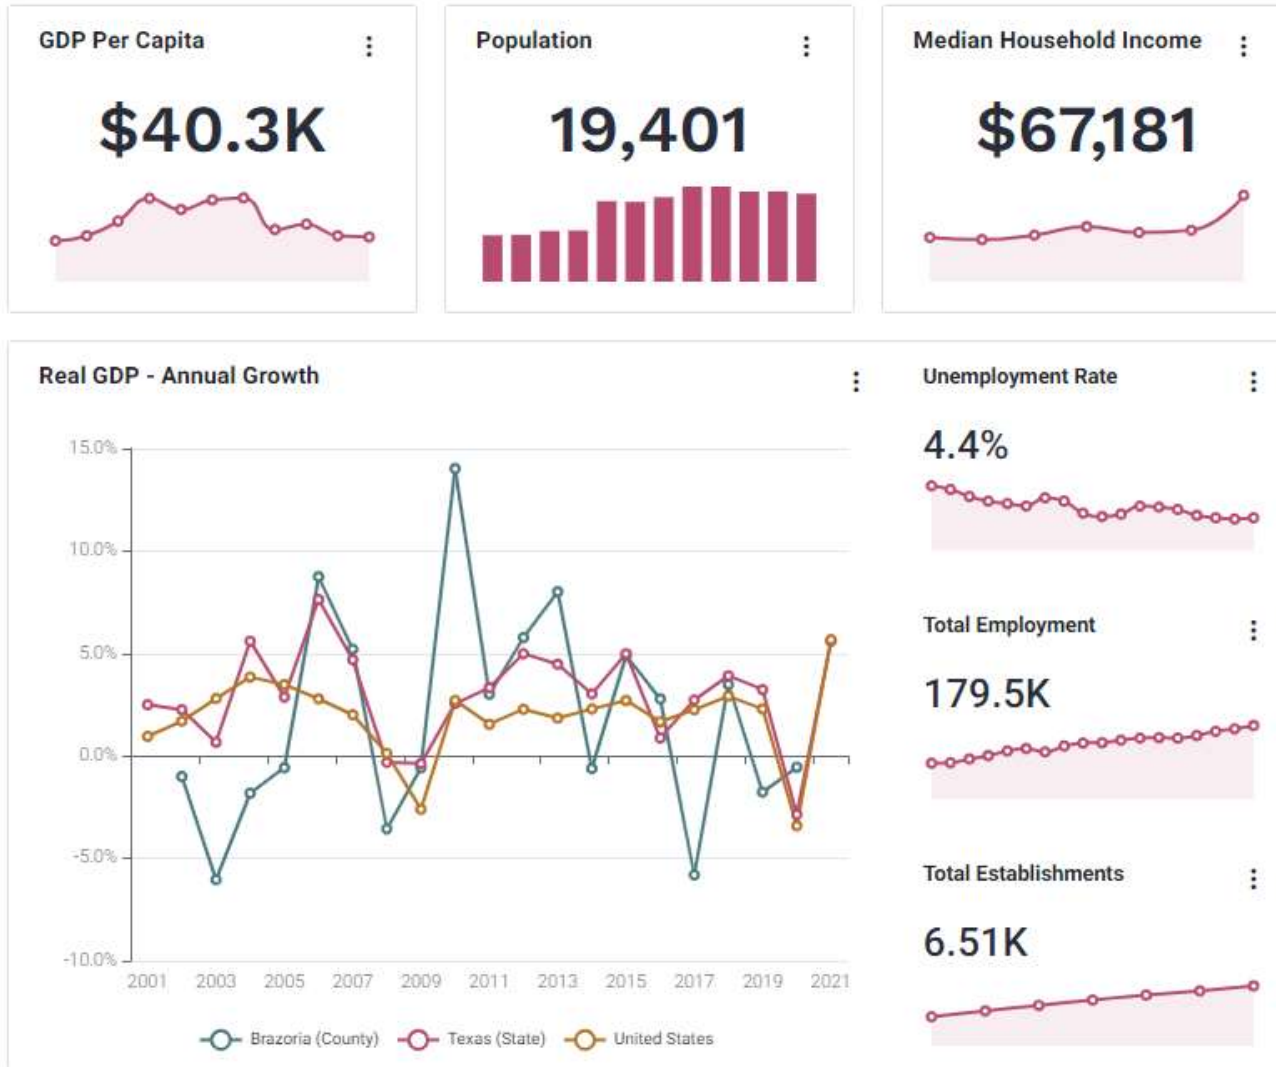 GDP Per Capita
$40.3K
Population
19,401
Median Household Income
$67,181
Real GDP - Annual Growth
15.0%
10.0%
5.0%
0.0%
-5.0%
-10.0%
2001 2003 2005 2007 2009 2011 2013 2015 2017 2019 2021
Brazoria (County) Texas (State) United States
Unemployment Rate
4.4%
Total Employment
179.5K
Total Establishments
6.51K